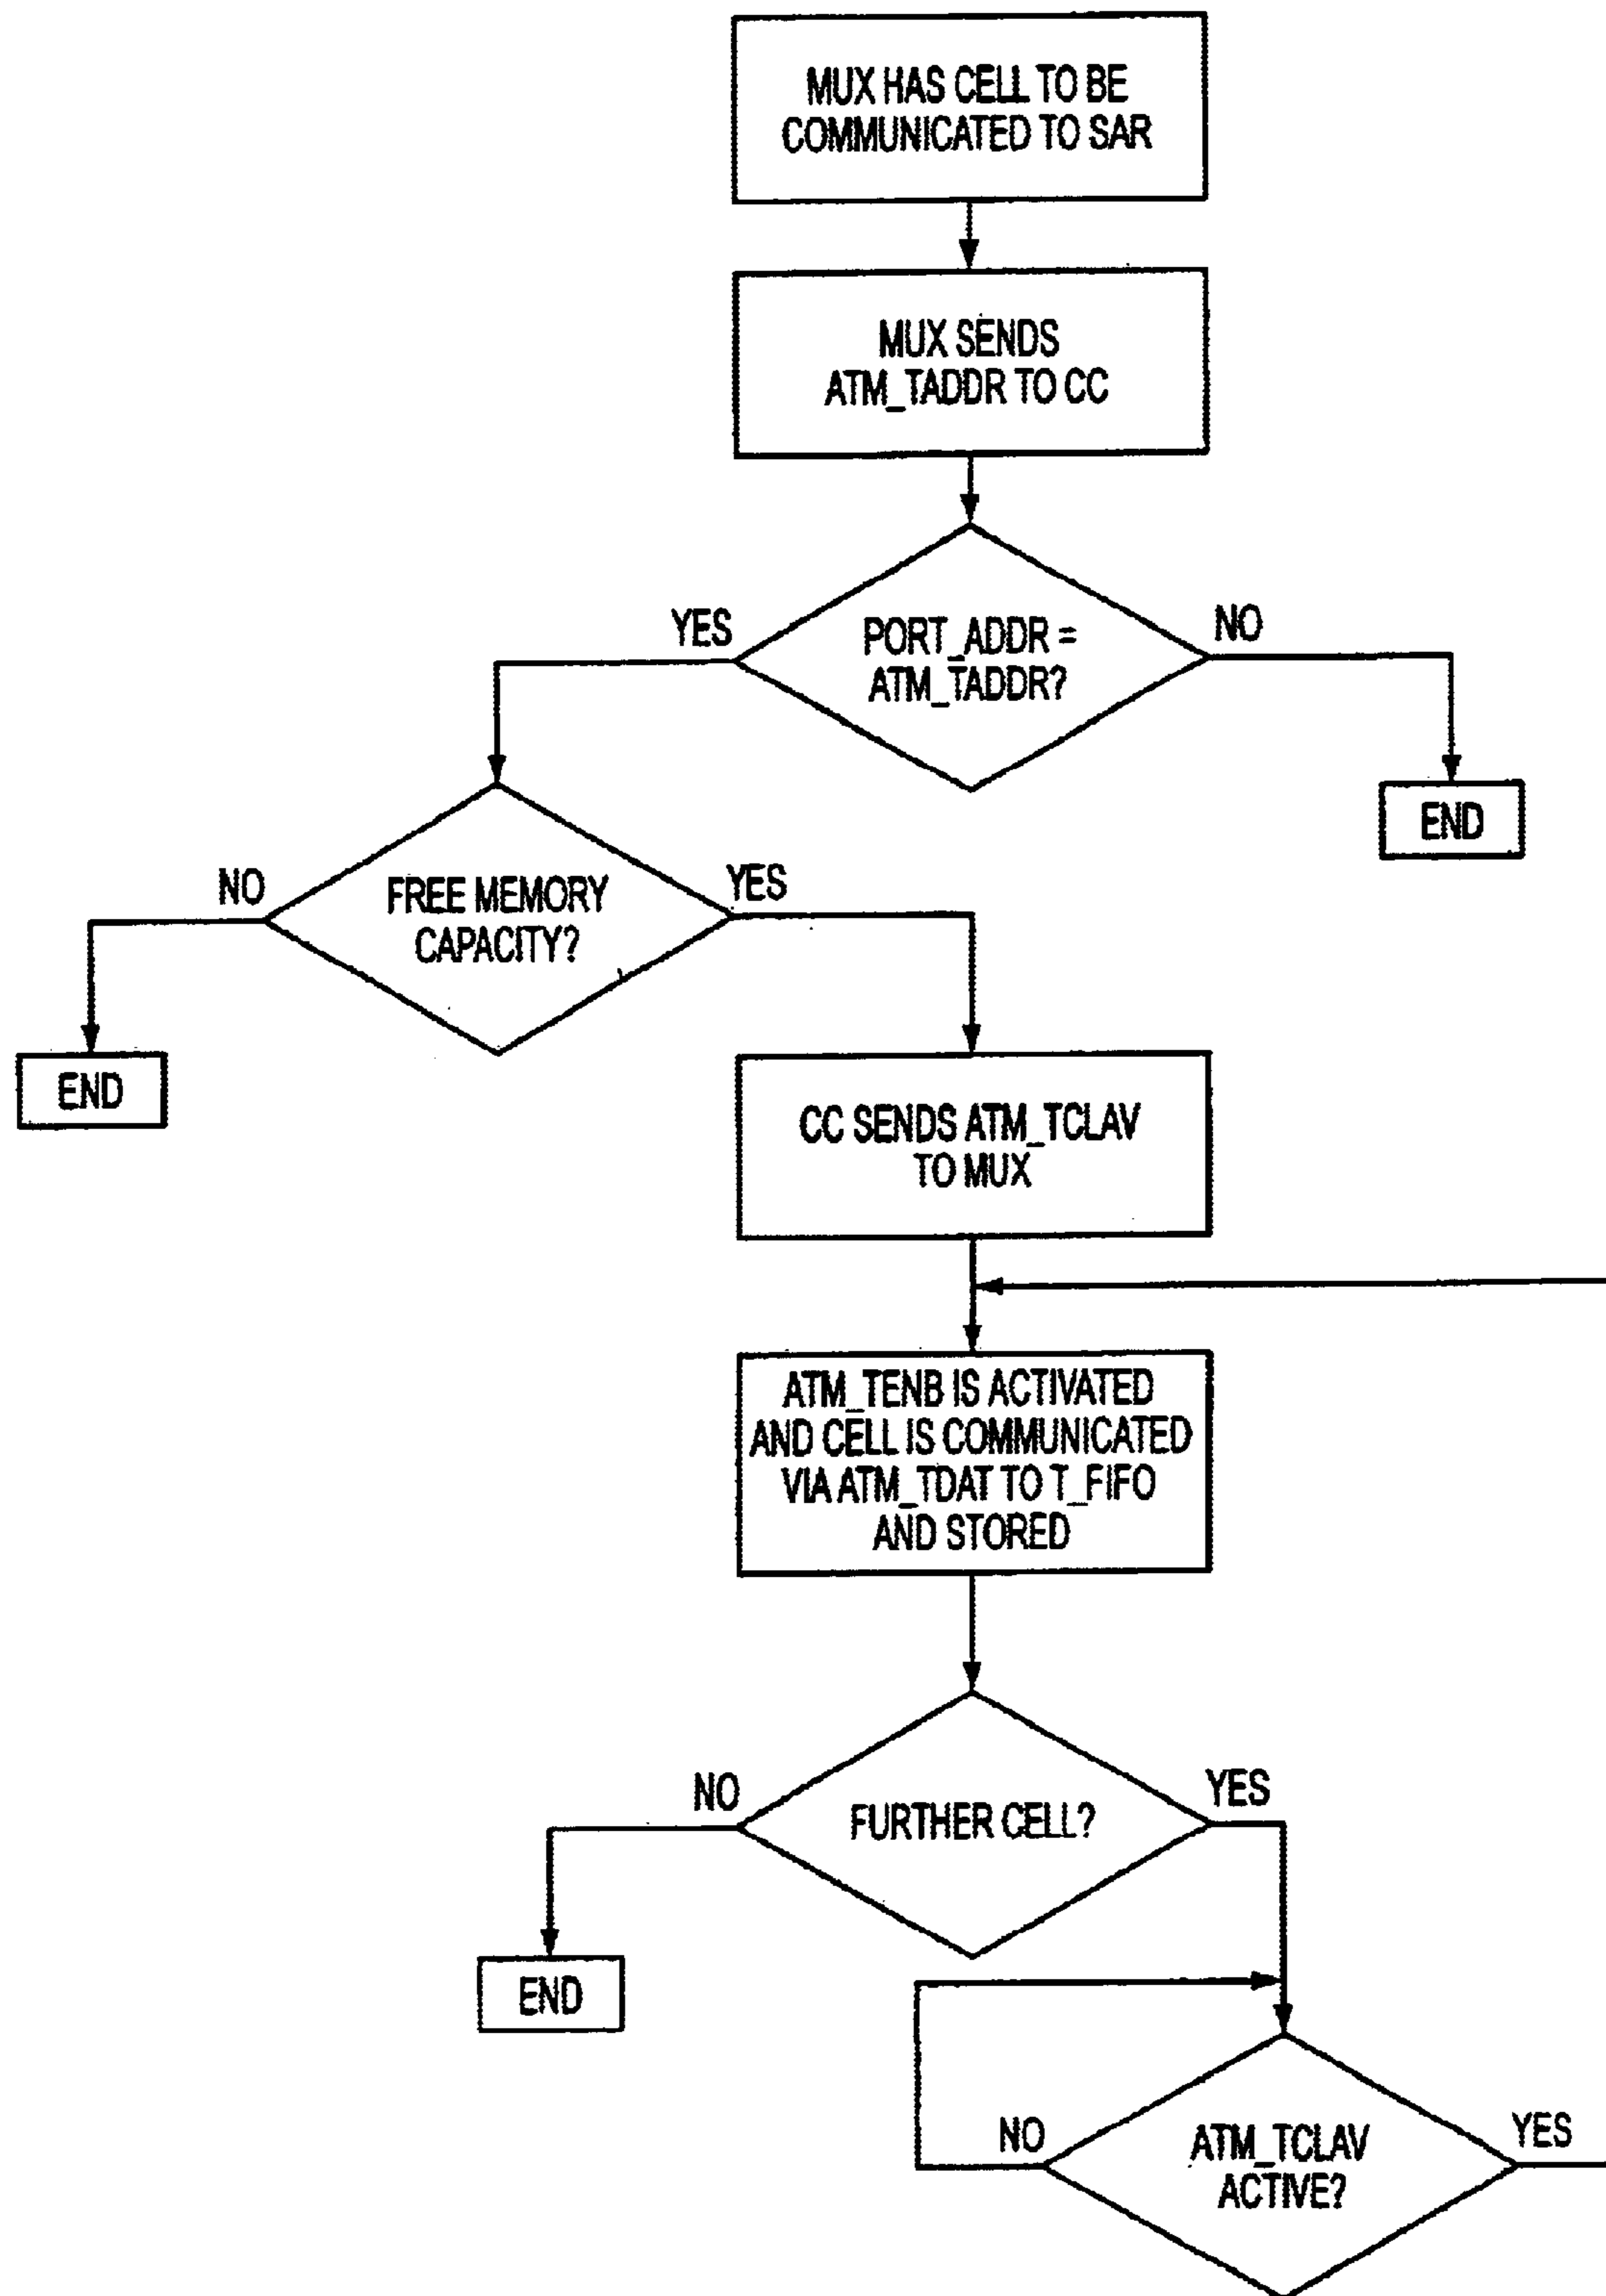 MUX HAS CELL TO BE
COMMUNICATED TO SAR
MUX SENDS
ATM_TADDR TO CC
PORT_ADDR =
ATM_TADDR?
YES
NO
END
FREE MEMORY
CAPACITY?
NO
YES
END
CC SENDS ATM_TCLAV
TO MUX
ATM_TENB IS ACTIVATED
AND CELL IS COMMUNICATED
VIA ATM_TDAT TO T_FIFO
AND STORED
FURTHER CELL?
NO
YES
END
ATM_TCLAV
ACTIVE?
NO
YES